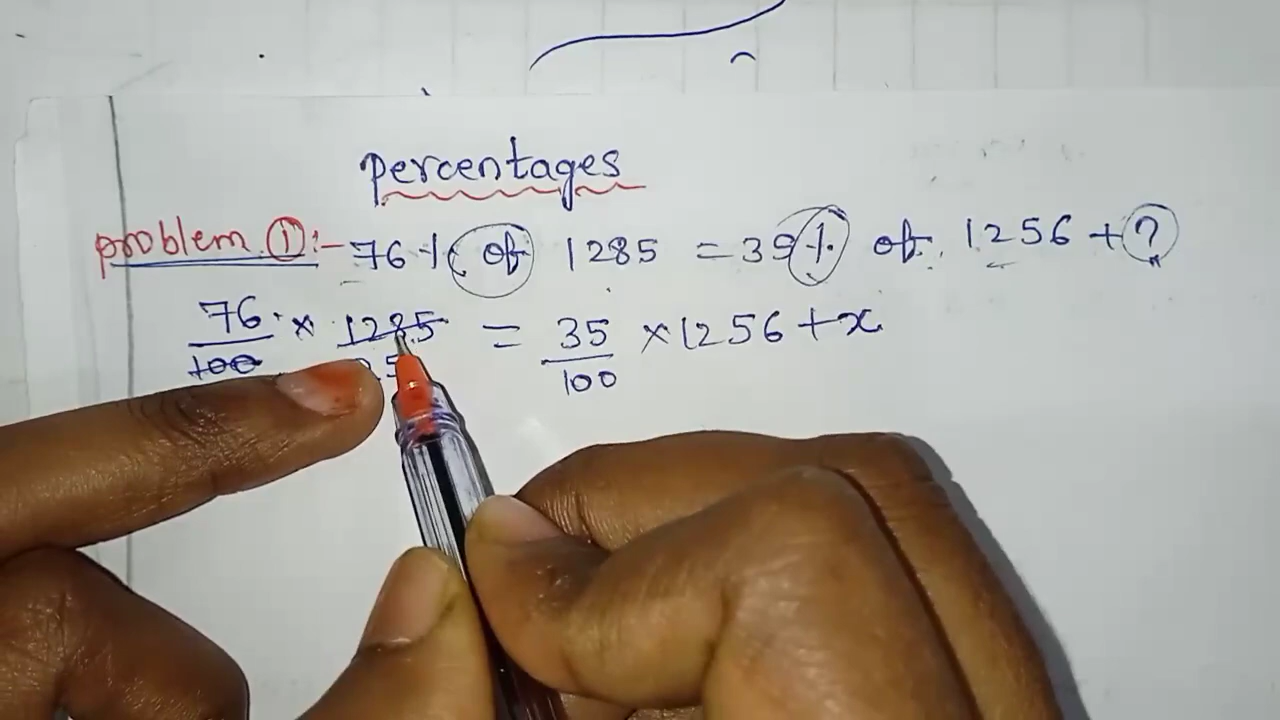 percentages
problem ①:- 76% of 1285 = 35% of 1256 + ?
76/100 × 1285 = 35/100 × 1256 + x